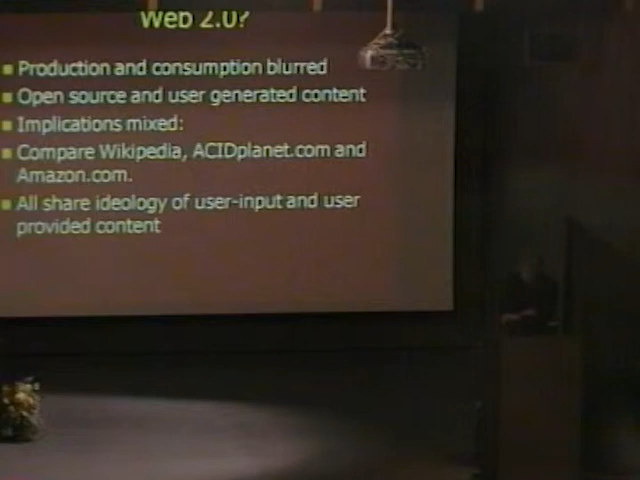 Web 2.0?
Production and consumption blurred
Open source and user generated content
Implications mixed:
Compare Wikipedia, ACIDplanet.com and
Amazon.com.
All share ideology of user-input and user
provided content